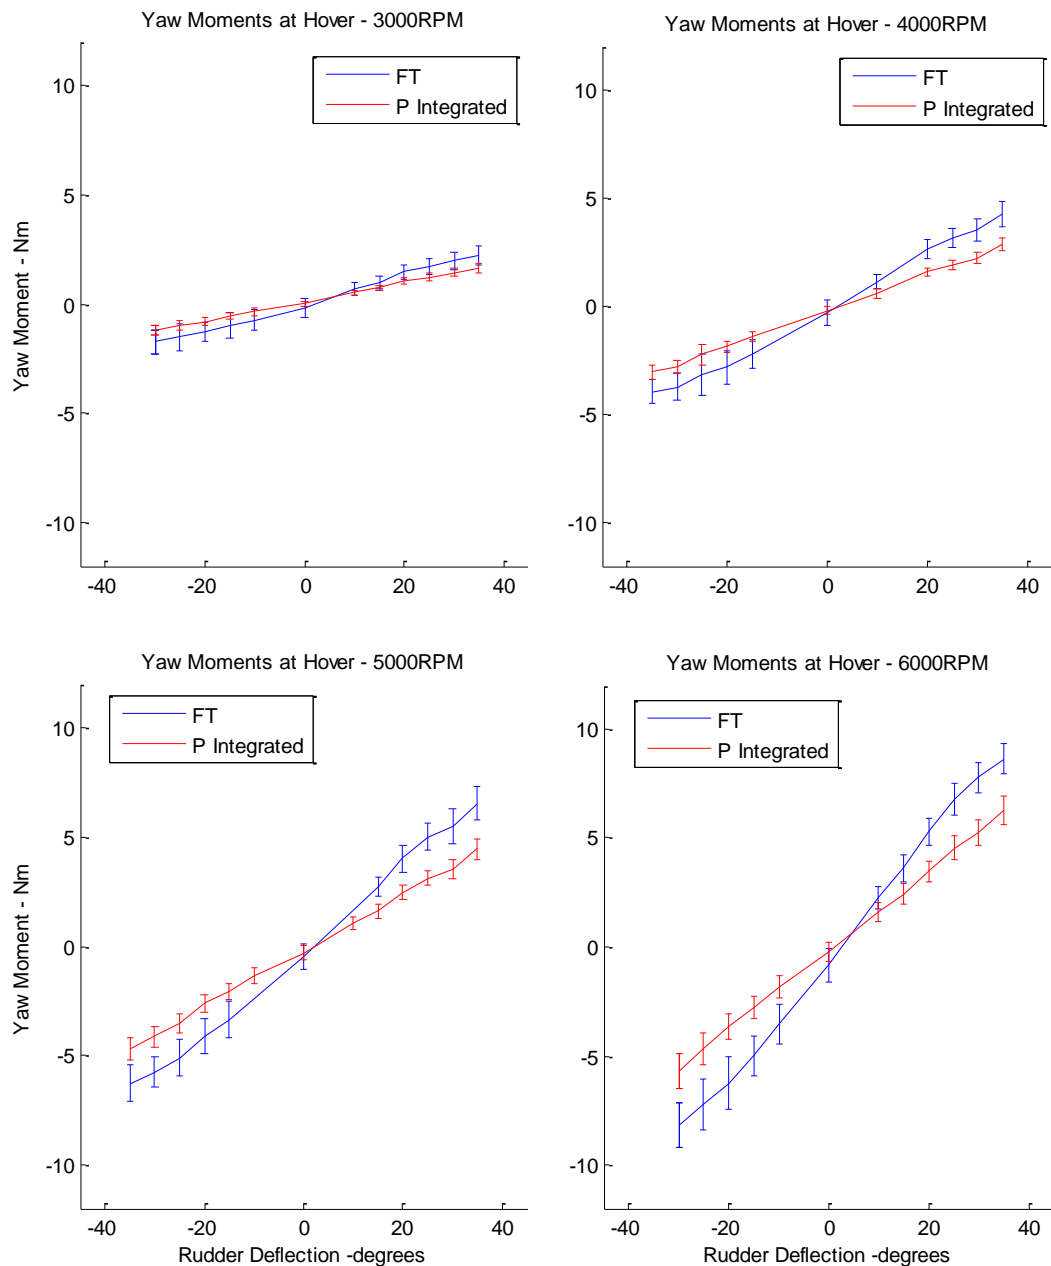 Yaw Moments at Hover - 3000RPM
FT
P Integrated
10
5
0
-5
-10
Yaw Moment - Nm
-40 -20 0 20 40
Yaw Moments at Hover - 4000RPM
FT
P Integrated
10
5
0
-5
-10
-40 -20 0 20 40
Yaw Moments at Hover - 5000RPM
FT
P Integrated
10
5
0
-5
-10
Yaw Moment - Nm
-40 -20 0 20 40
Rudder Deflection -degrees
Yaw Moments at Hover - 6000RPM
FT
P Integrated
10
5
0
-5
-10
-40 -20 0 20 40
Rudder Deflection -degrees